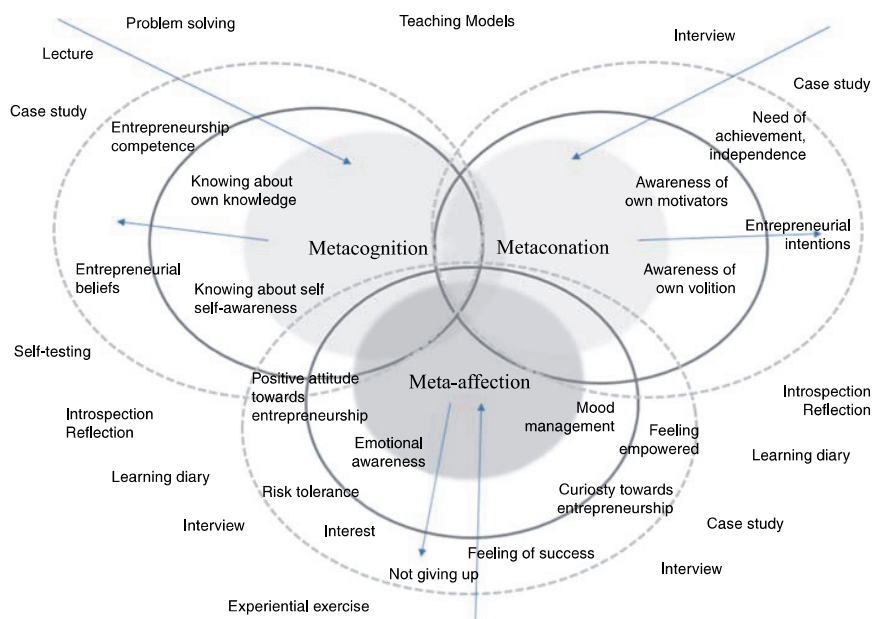 Problem solving
Teaching Models
Interview
Lecture
Case study
Case study
Need of
achievement,
independence
Entrepreneurship
competence
Knowing about
own knowledge
Awareness of
own motivators
Metacognition
Metaconation
Entrepreneurial
intentions
Entrepreneurial
beliefs
Knowing about self
self-awareness
Awareness of
own volition
Self-testing
Positive attitude
towards
entrepreneurship
Meta-affection
Mood
management
Introspection
Reflection
Introspection
Reflection
Feeling
empowered
Emotional
awareness
Learning diary
Learning diary
Risk tolerance
Curiosty towards
entrepreneurship
Interview
Interest
Case study
Feeling of success
Not giving up
Interview
Experiential exercise